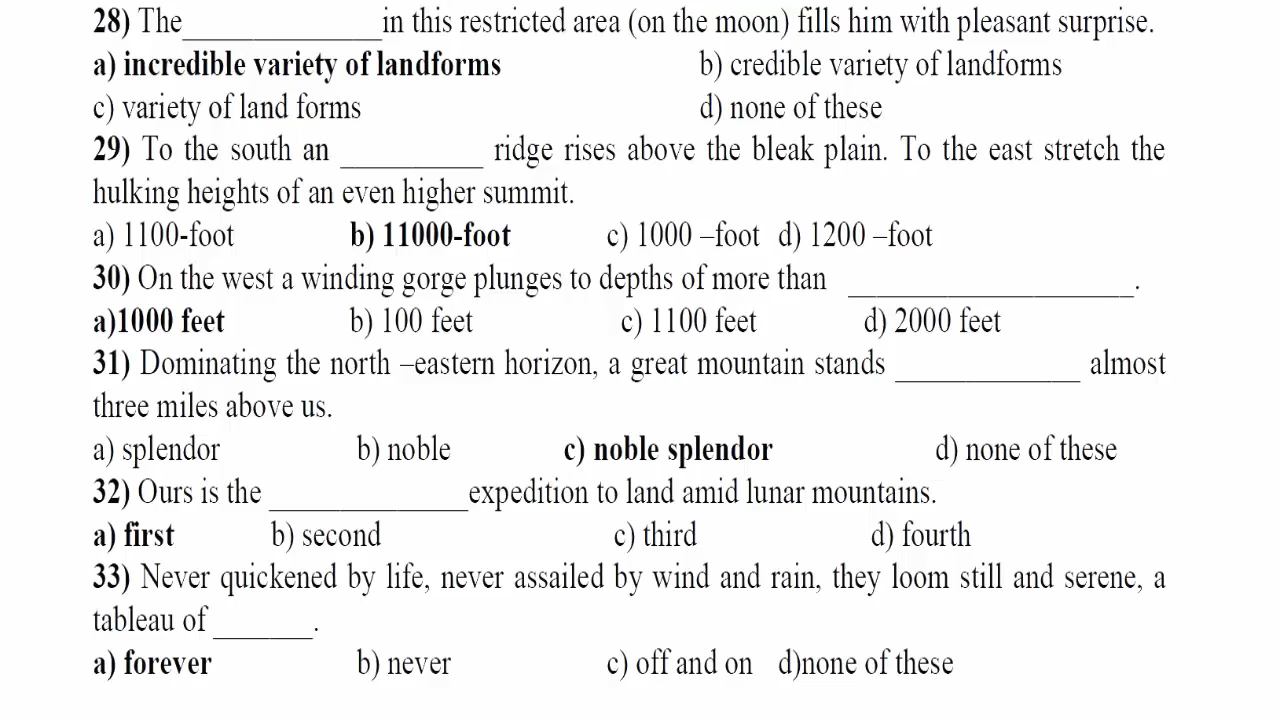 28) The______________in this restricted area (on the moon) fills him with pleasant surprise.
a) incredible variety of landforms b) credible variety of landforms
c) variety of land forms d) none of these
29) To the south an __________ ridge rises above the bleak plain. To the east stretch the
hulking heights of an even higher summit.
a) 1100-foot b) 11000-foot c) 1000 –foot d) 1200 –foot
30) On the west a winding gorge plunges to depths of more than ____________________.
a)1000 feet b) 100 feet c) 1100 feet d) 2000 feet
31) Dominating the north –eastern horizon, a great mountain stands _____________ almost
three miles above us.
a) splendor b) noble c) noble splendor d) none of these
32) Ours is the ______________expedition to land amid lunar mountains.
a) first b) second c) third d) fourth
33) Never quickened by life, never assailed by wind and rain, they loom still and serene, a
tableau of _______.
a) forever b) never c) off and on d)none of these